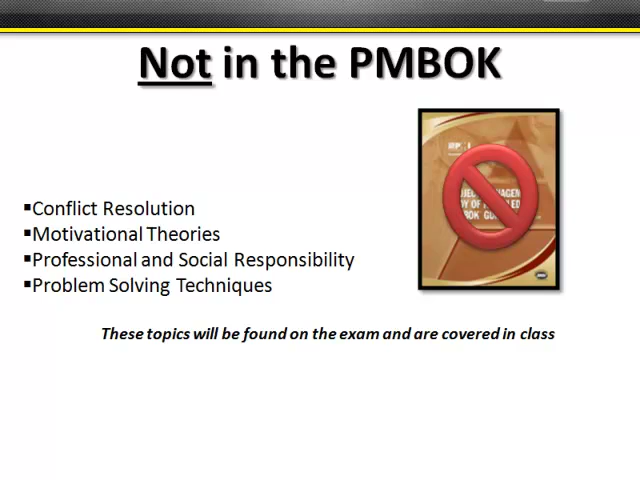 Not in the PMBOK
▪Conflict Resolution
▪Motivational Theories
▪Professional and Social Responsibility
▪Problem Solving Techniques
These topics will be found on the exam and are covered in class